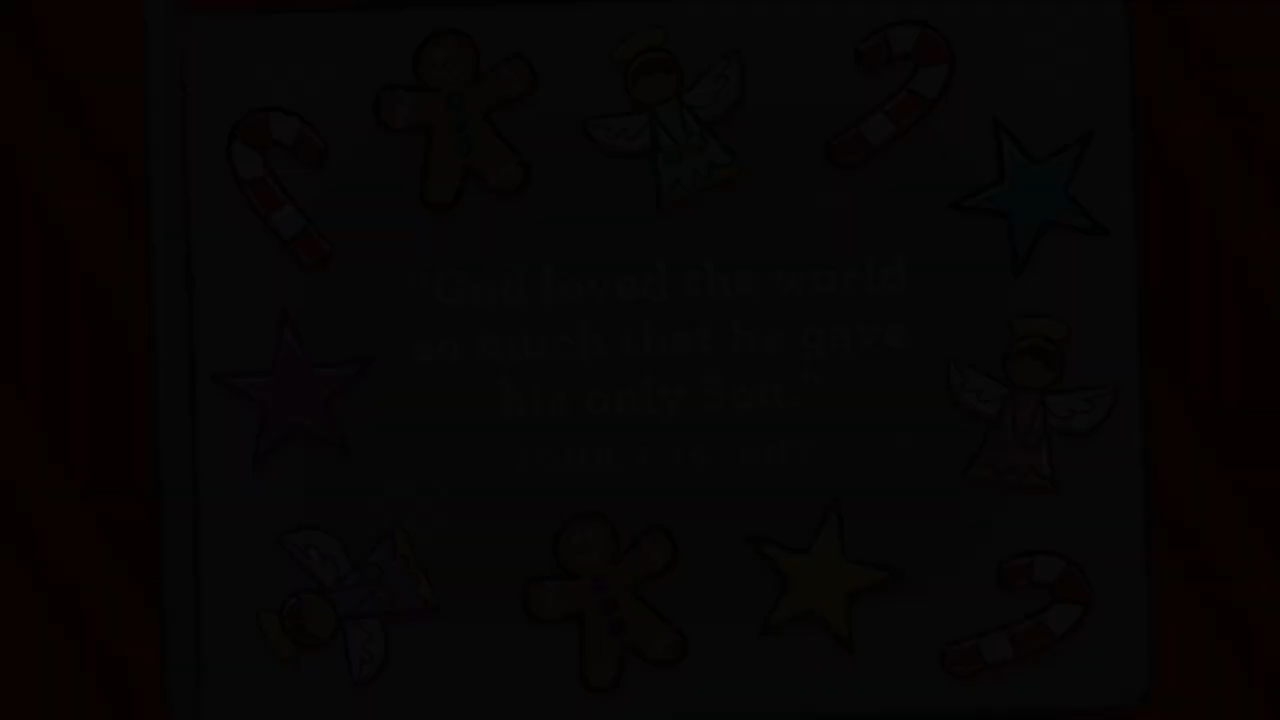 "God loved the world
so much that he gave
his only Son."